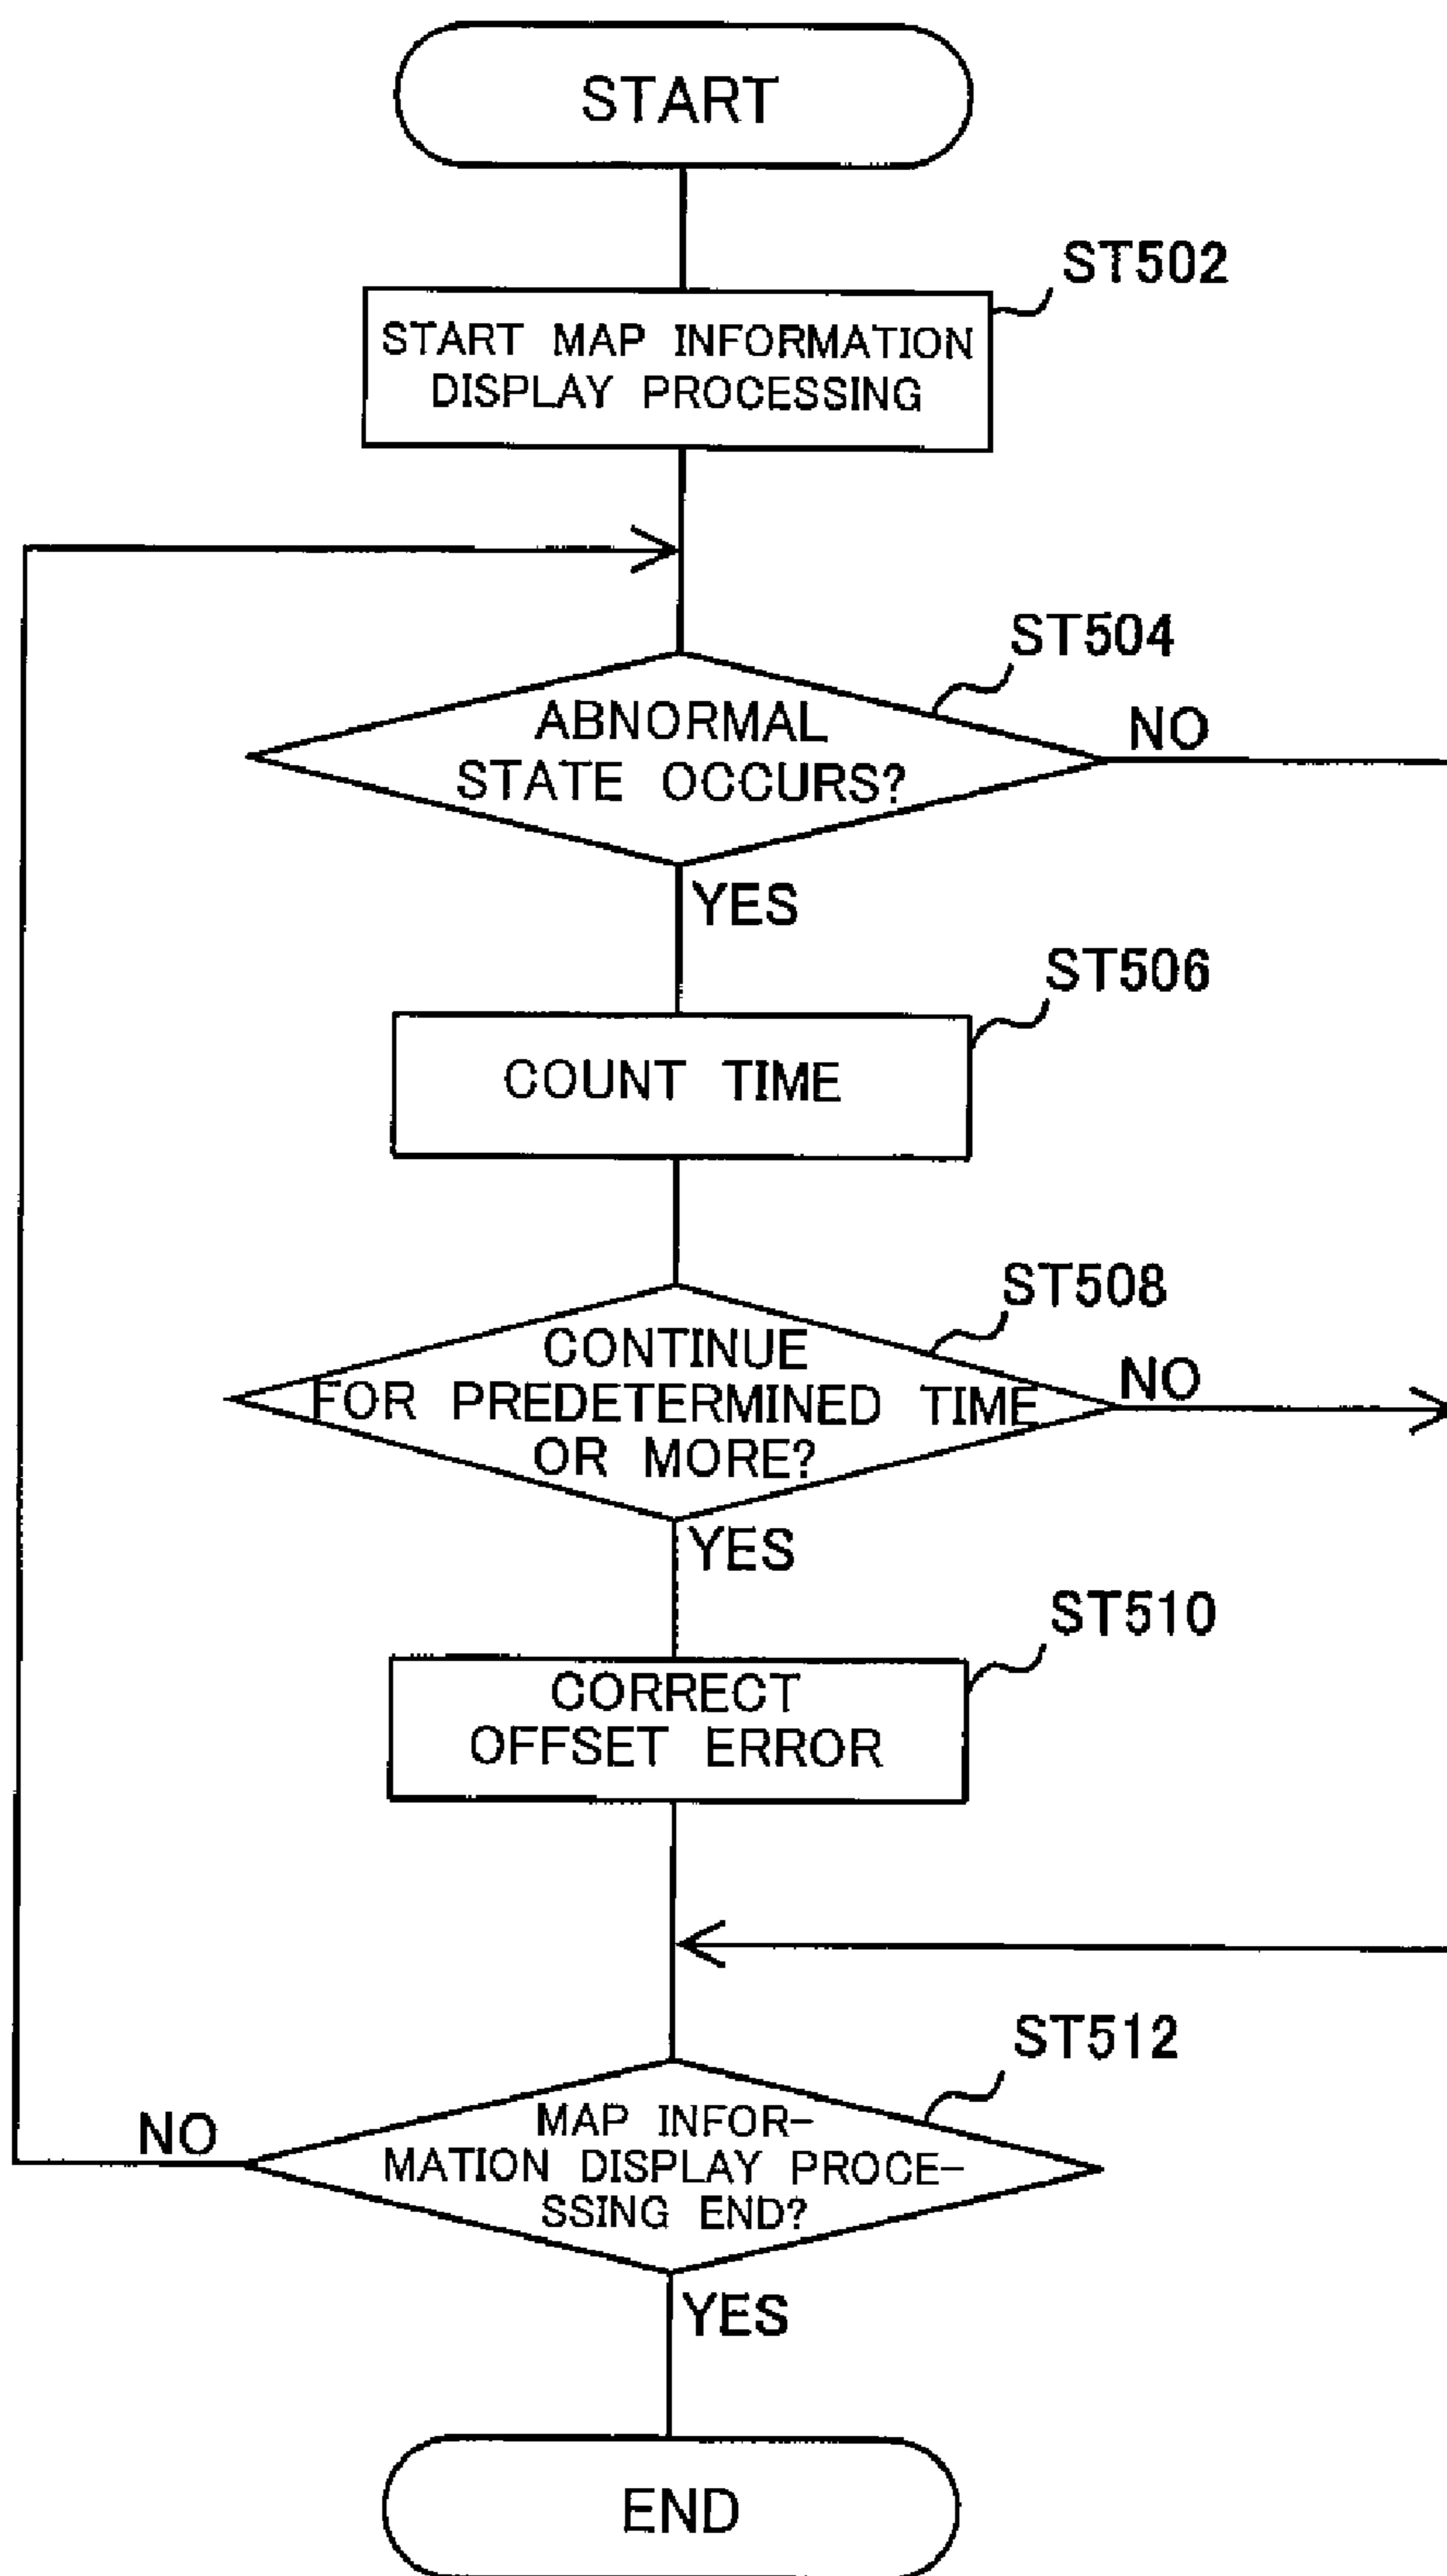 START
ST502
START MAP INFORMATION
DISPLAY PROCESSING
ST504
ABNORMAL
STATE OCCURS?
NO
YES
ST506
COUNT TIME
ST508
CONTINUE
FOR PREDETERMINED TIME
OR MORE?
NO
YES
ST510
CORRECT
OFFSET ERROR
ST512
MAP INFOR-
MATION DISPLAY PROCE-
SSING END?
NO
YES
END